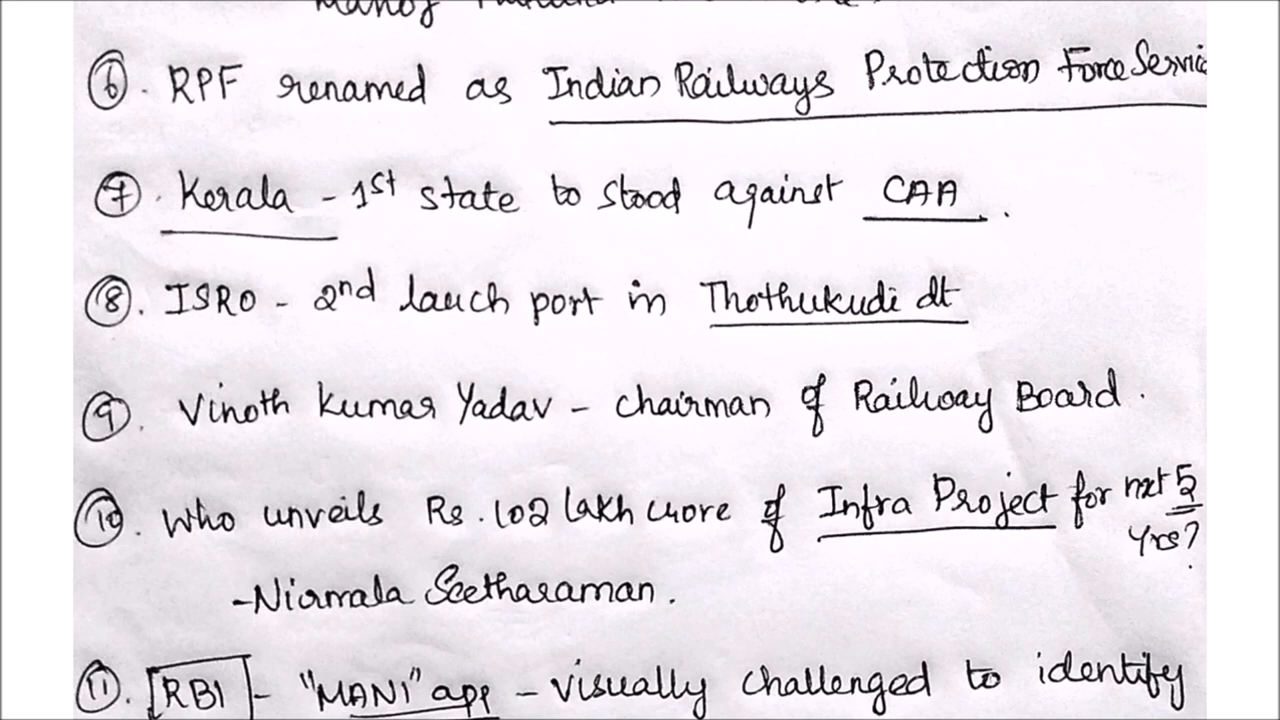 Manoj
⑥. RPF renamed as Indian Railways Protection Force Servic
⑦. Kerala - 1st state to stood against CAA.
⑧. ISRO - 2nd lauch port in Thothukudi dt
⑨. Vinoth Kumar Yadav - chairman of Railway Board.
⑩. Who unveils Rs. 102 lakh crore of Infra Project for nxt 5
yrs?
-Nirmala Seetharaman.
⑪. [RBI]- "MANI" app - visually challenged to identify